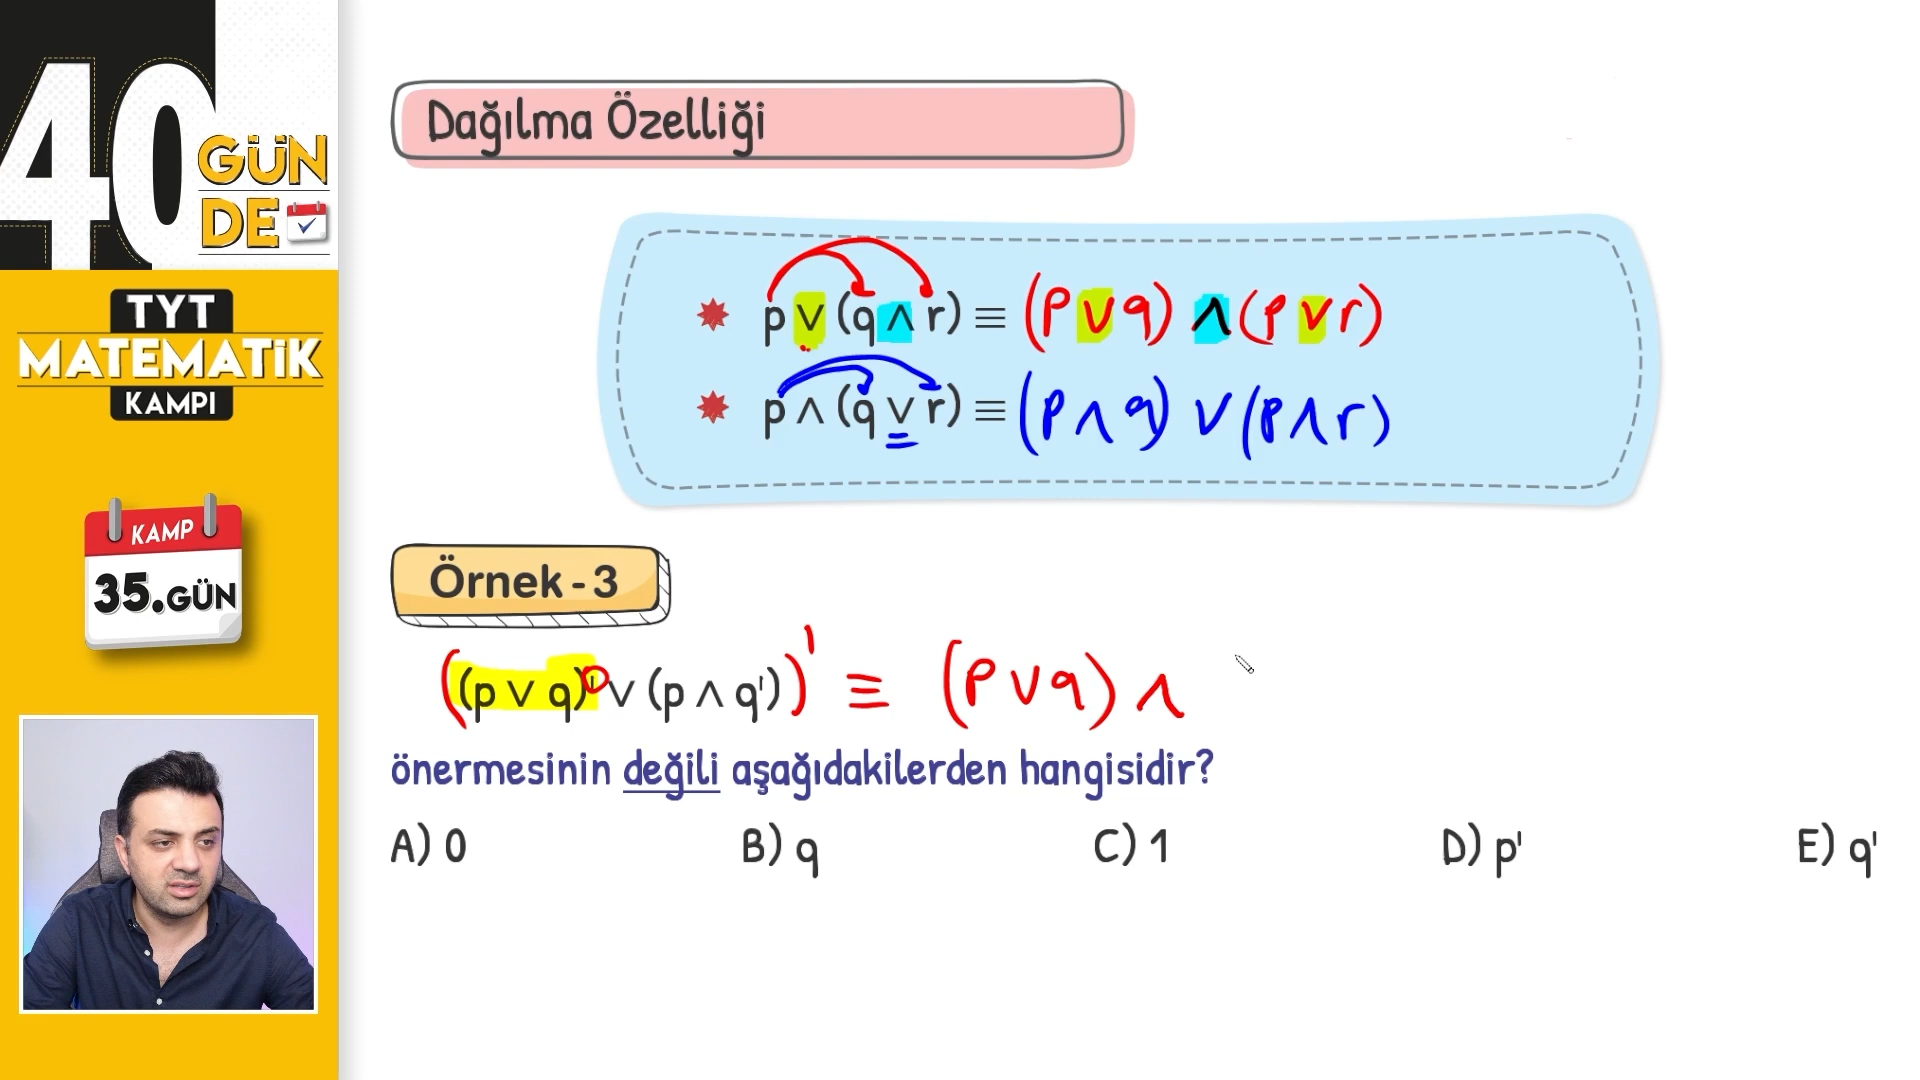 40 GÜN
DE
TYT
MATEMATİK
KAMPI
KAMP
35.GÜN
Dağılma Özelliği
p ∨ (q ∧ r) ≡ (p ∨ q) ∧ (p ∨ r)
p ∧ (q ∨ r) ≡ (p ∧ q) ∨ (p ∧ r)
Örnek - 3
((p ∨ q)' ∨ (p ∧ q'))' ≡ (p ∨ q) ∧
önermesinin değili aşağıdakilerden hangisidir?
A) 0 B) q C) 1 D) p' E) q'